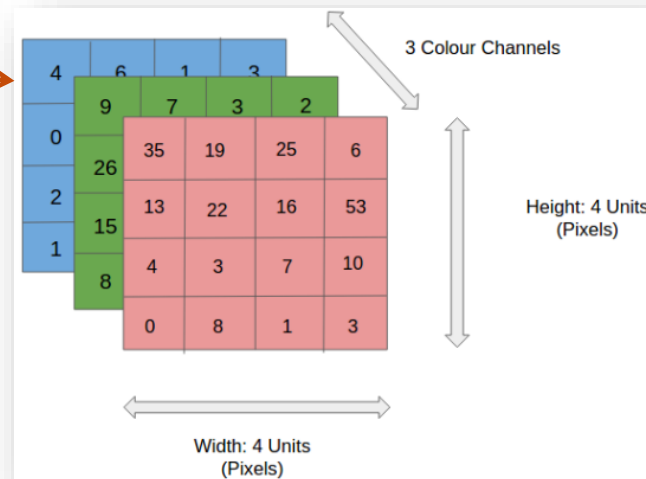 3 Colour Channels
4 6 1 3
9 7 3 2
0
35 19 25 6
26
13 22 16 53
2
15
4 3 7 10
1
8
0 8 1 3
Height: 4 Units
(Pixels)
Width: 4 Units
(Pixels)